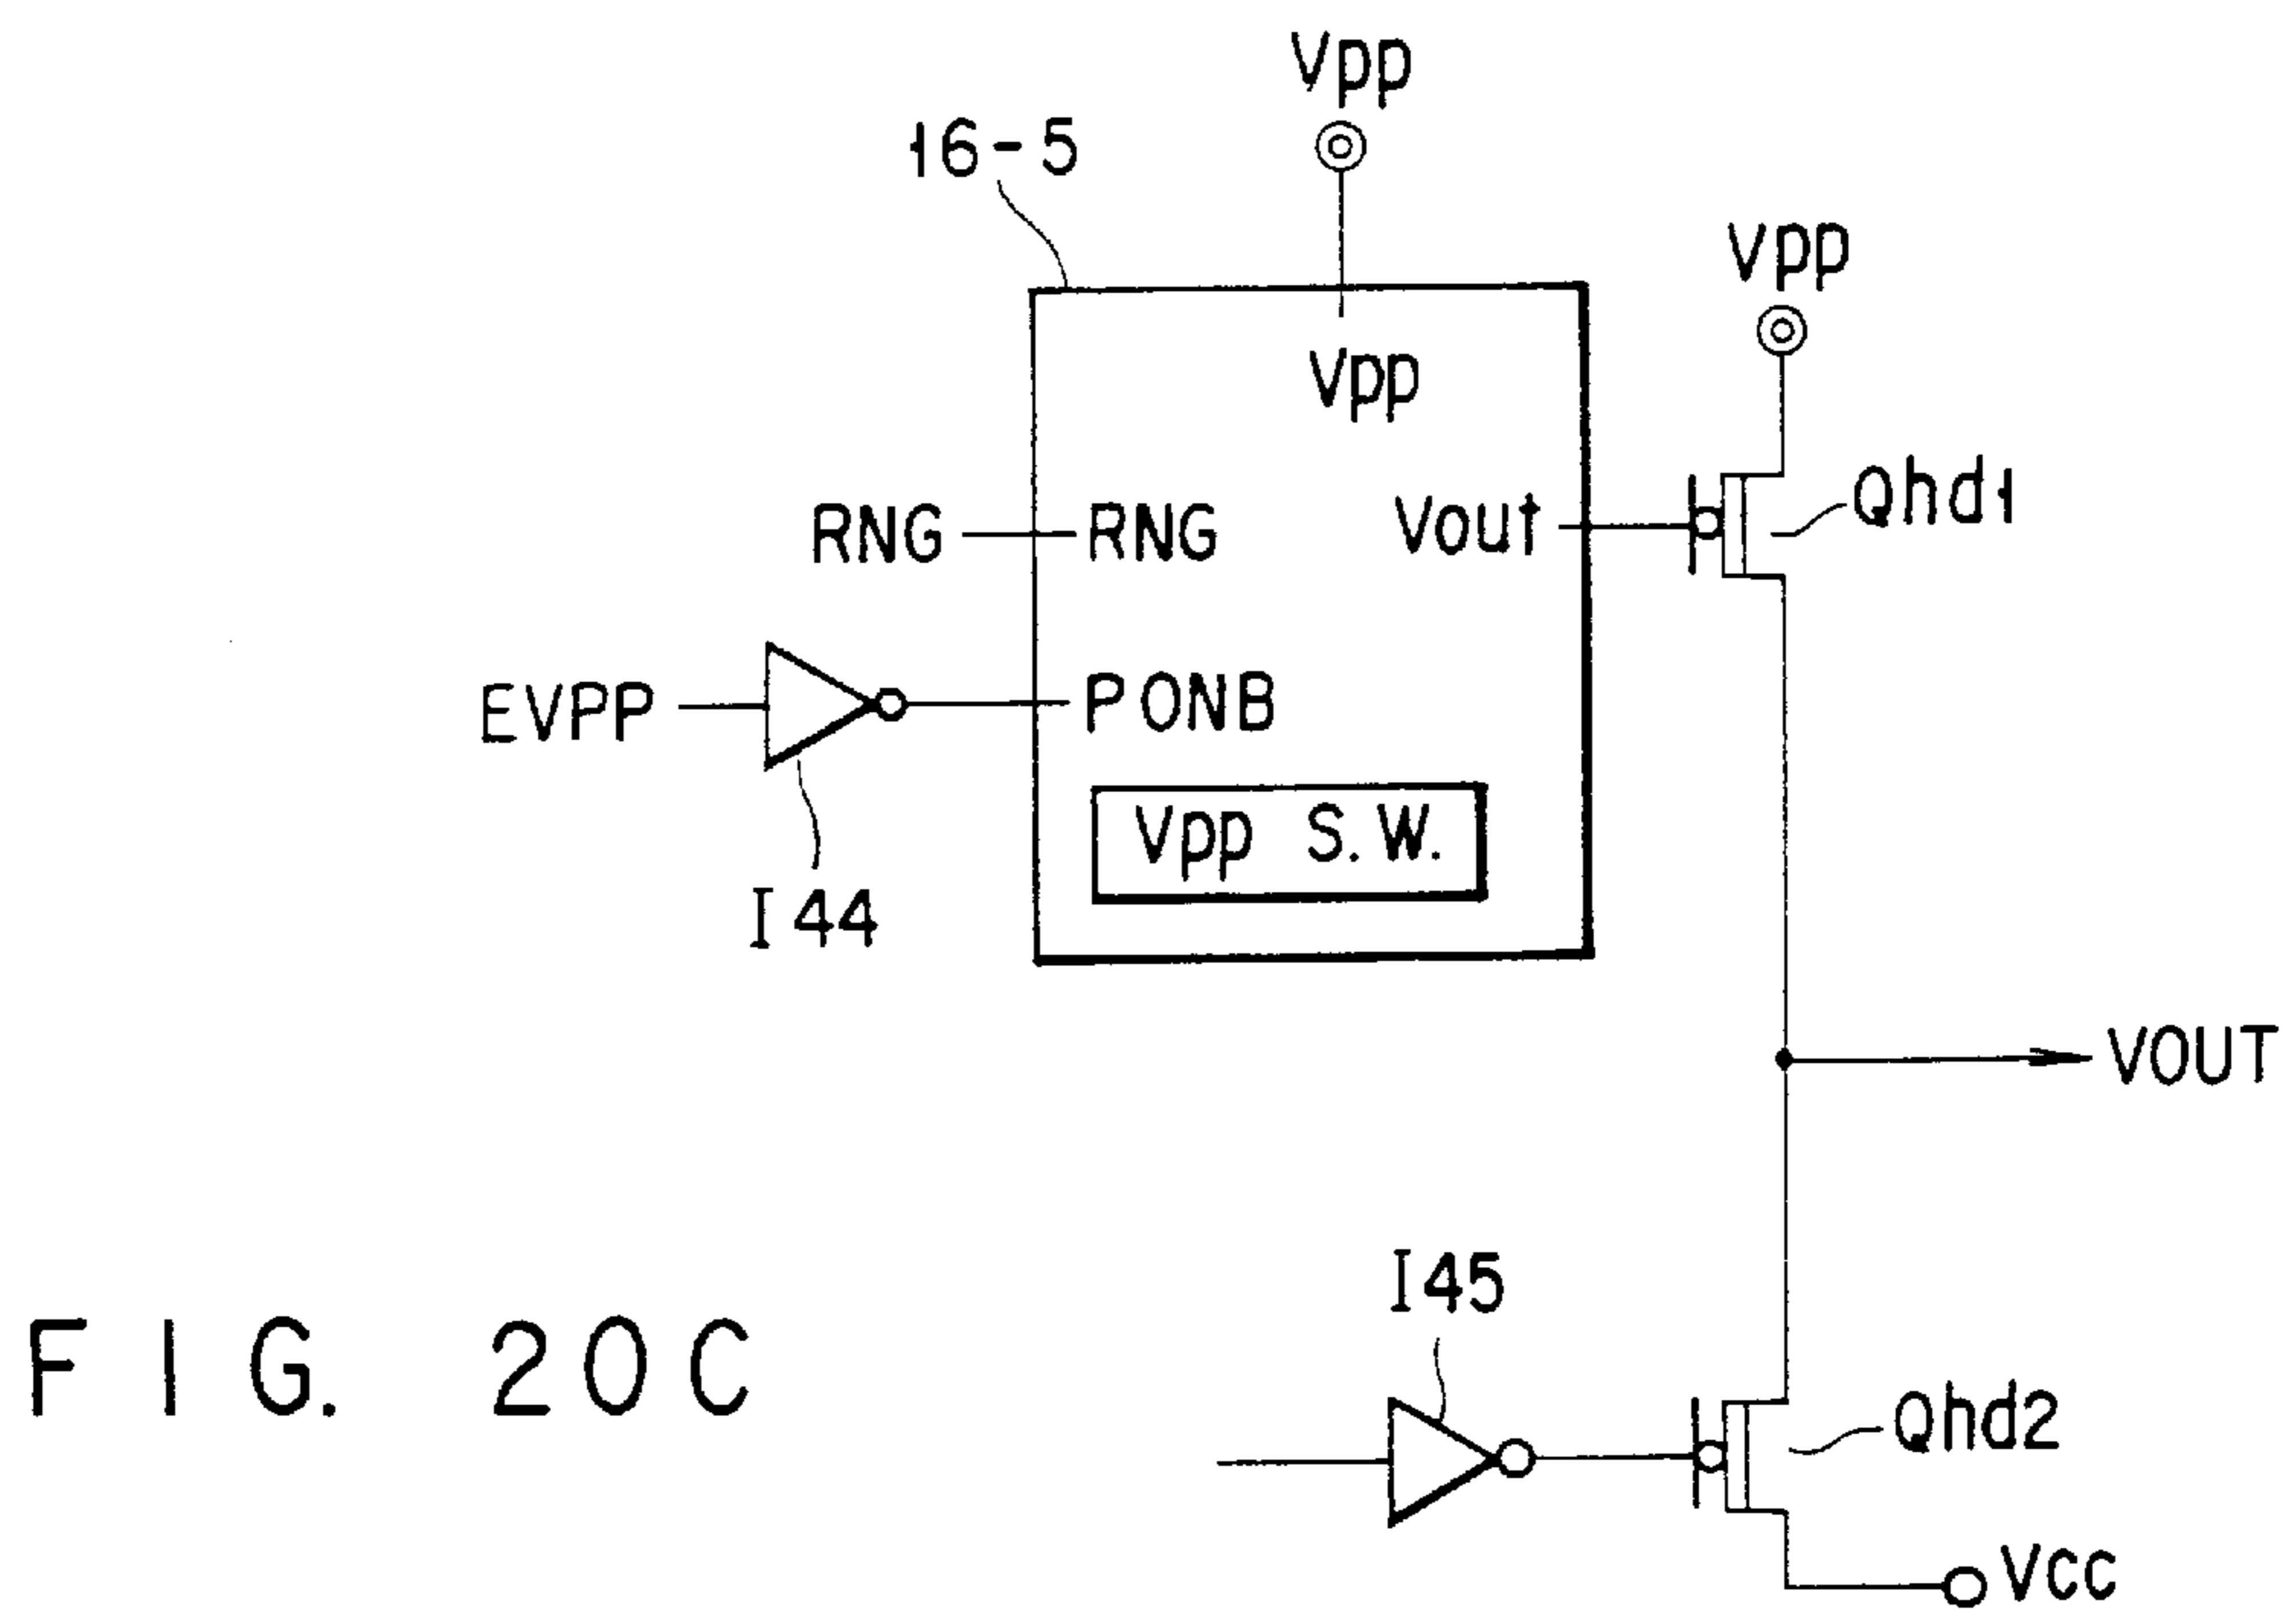 Vpp
16-5
Vpp
Vpp
RNG
RNG
Vout
Qhd1
EVPP
PONB
Vpp S.W.
I44
VOUT
I45
FIG. 20C
Qhd2
Vcc